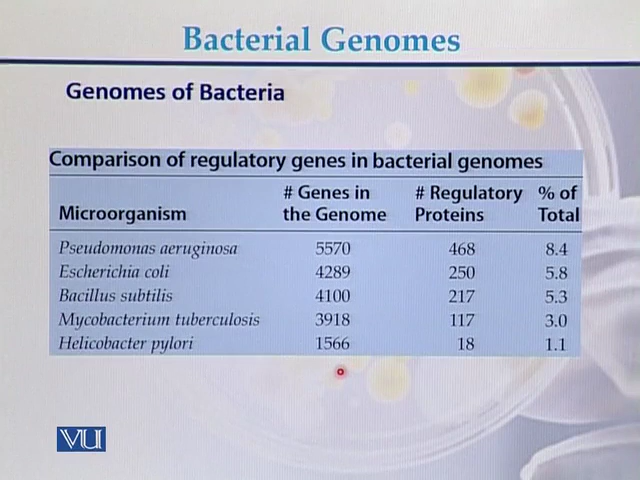 Bacterial Genomes
Genomes of Bacteria
Comparison of regulatory genes in bacterial genomes
# Genes in # Regulatory % of
Microorganism the Genome Proteins Total
Pseudomonas aeruginosa 5570 468 8.4
Escherichia coli 4289 250 5.8
Bacillus subtilis 4100 217 5.3
Mycobacterium tuberculosis 3918 117 3.0
Helicobacter pylori 1566 18 1.1
VU